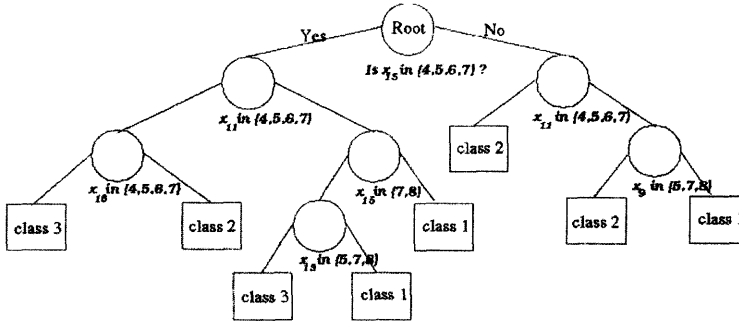 Root
Yes
No
Is x15 in {4,5,6,7} ?
x11 in {4,5,6,7}
x11 in {4,5,6,7}
class 2
x16 in {4,5,6,7}
x15 in {7,8}
x9 in {5,7,8}
class 3
class 2
class 1
class 2
class
x13 in {5,7,8}
class 3
class 1